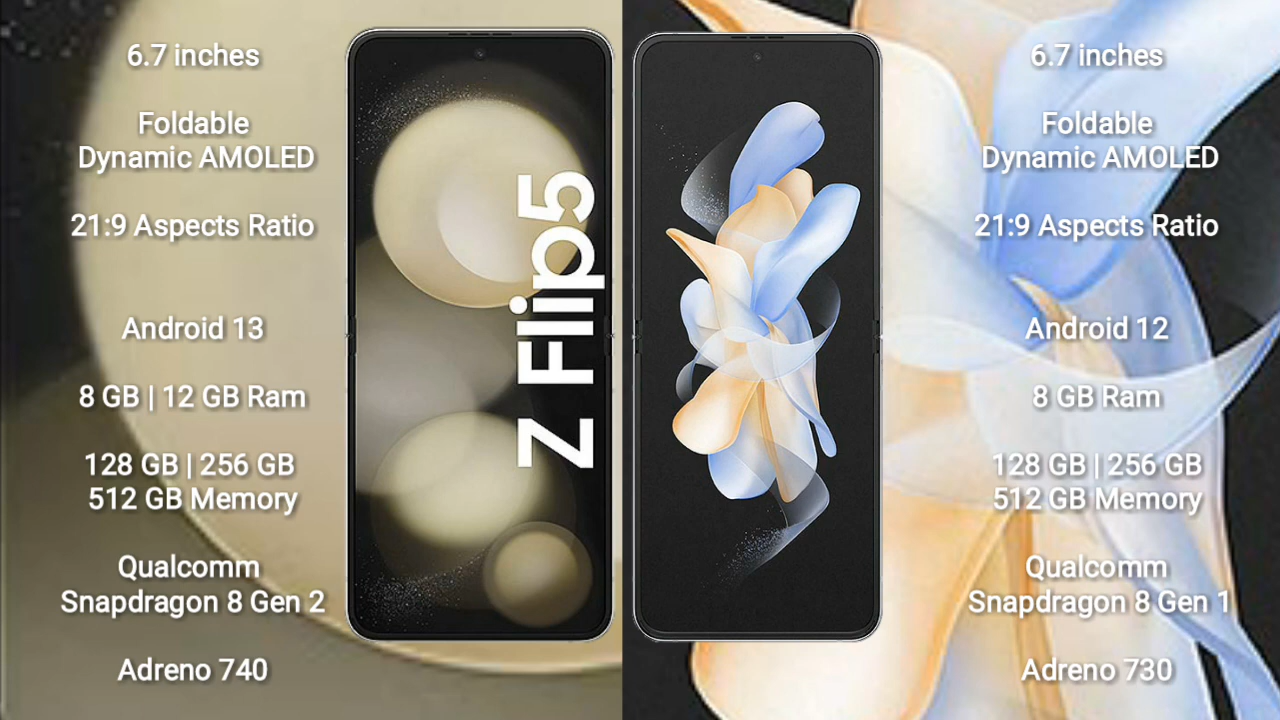 6.7 inches
Foldable
Dynamic AMOLED
21:9 Aspects Ratio
Android 13
8 GB | 12 GB Ram
128 GB | 256 GB
512 GB Memory
Qualcomm
Snapdragon 8 Gen 2
Adreno 740
Z Flip5
6.7 inches
Foldable
Dynamic AMOLED
21:9 Aspects Ratio
Android 12
8 GB Ram
128 GB | 256 GB
512 GB Memory
Qualcomm
Snapdragon 8 Gen 1
Adreno 730